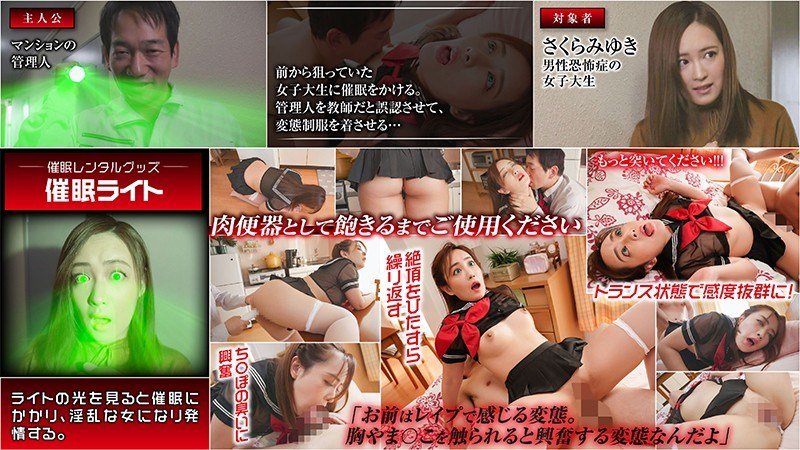 主人公
マンションの
管理人
前から狙っていた
女子大生に催眠をかける。
管理人を教師だと誤認させて、
変態制服を着させる…
対象者
さくらみゆき
男性恐怖症の
女子大生
催眠レンタルグッズ
催眠ライト
ライトの光を見ると催眠に
かかり、淫乱な女になり発
情する。
もっと突いてください!!!
肉便器として飽きるまでご使用ください
絶頂をひたすら
繰り返す
トランス状態で感度抜群に!
ち○ぽの臭いに
興奮
「お前はレイプで感じる変態。
胸やま○こを触られると興奮する変態なんだよ」